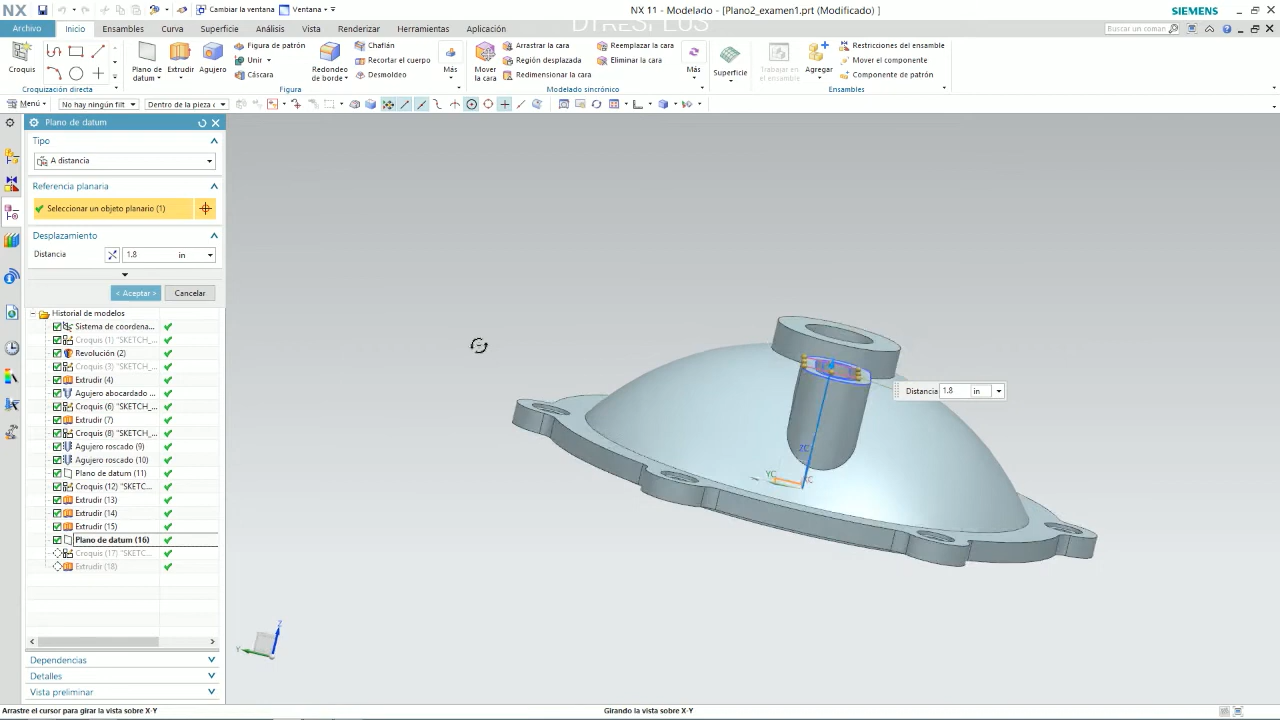 NX
Cambiar la ventana
Ventana
NX 11 - Modelado - [Plano2_examen1.prt (Modificado) ]
SIEMENS
DTRESPLUS
Archivo
Inicio
Ensambles
Curva
Superficie
Análisis
Vista
Renderizar
Herramientas
Aplicación
Buscar un coman
Croquis
Croquización directa
Plano de datum
Extrudir
Agujero
Figura de patrón
Unir
Cáscara
Redondeo de borde
Chaflán
Recortar el cuerpo
Desmoldeo
Más
Figura
Mover la cara
Arrastrar la cara
Región desplazada
Redimensionar la cara
Reemplazar la cara
Eliminar la cara
Más
Modelado sincrónico
Superficie
Trabajar en el ensamble
Agregar
Restricciones del ensamble
Mover el componente
Componente de patrón
Ensambles
Menú
No hay ningún filt
Dentro de la pieza d
Plano de datum
Tipo
A distancia
Referencia planaria
Seleccionar un objeto planario (1)
Desplazamiento
Distancia
1.8
in
< Aceptar >
Cancelar
Historial de modelos
Sistema de coordena...
Croquis (1) "SKETCH_...
Revolución (2)
Croquis (3) "SKETCH_...
Extrudir (4)
Agujero abocardado ...
Croquis (6) "SKETCH_...
Extrudir (7)
Croquis (8) "SKETCH_...
Agujero roscado (9)
Agujero roscado (10)
Plano de datum (11)
Croquis (12) "SKETC...
Extrudir (13)
Extrudir (14)
Extrudir (15)
Plano de datum (16)
Croquis (17) "SKETC...
Extrudir (18)
Dependencias
Detalles
Vista preliminar
Distancia
1.8
in
ZC
YC
XC
Z
Y
Arrastre el cursor para girar la vista sobre X-Y
Girando la vista sobre X-Y